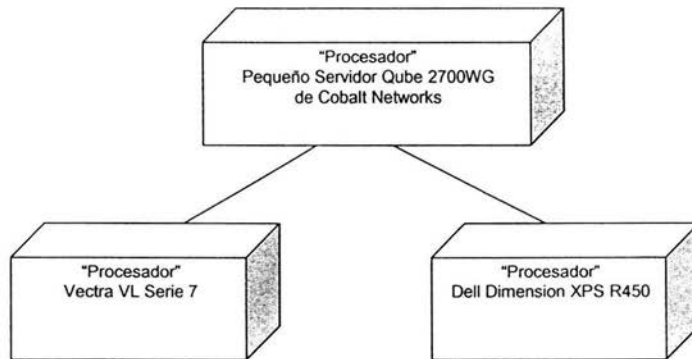 "Procesador"
Pequeño Servidor Qube 2700WG
de Cobalt Networks
"Procesador"
Vectra VL Serie 7
"Procesador"
Dell Dimension XPS R450